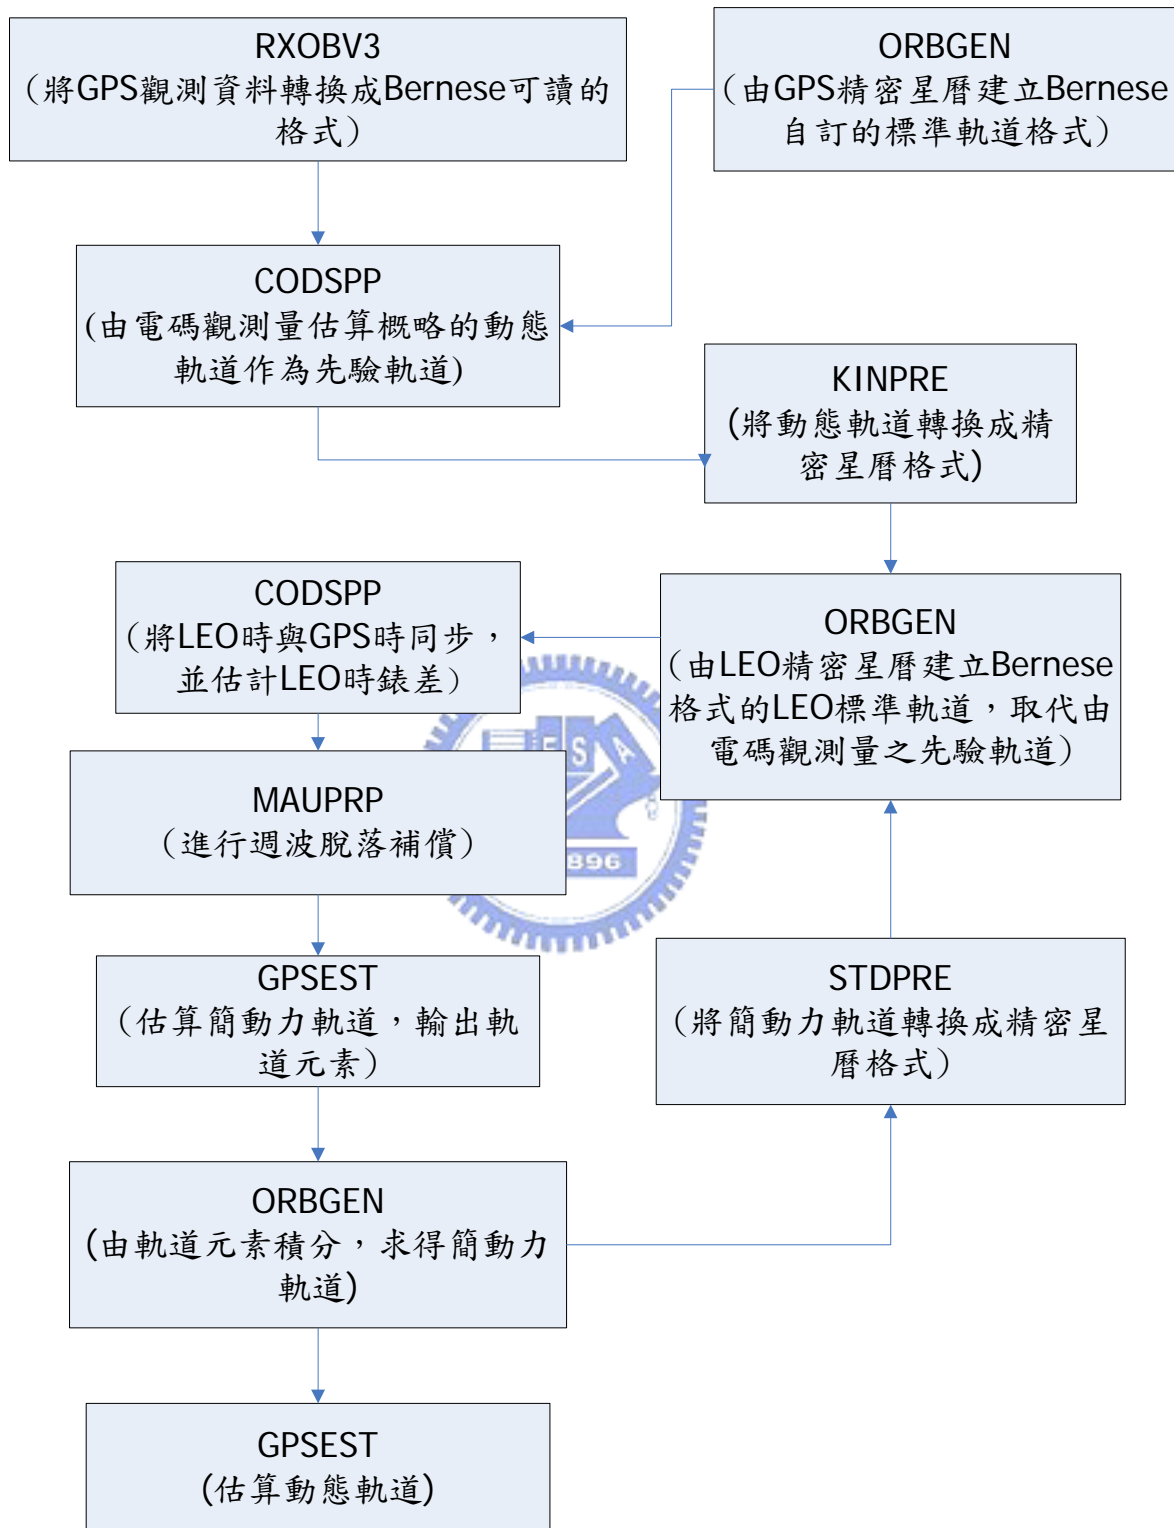 RXOBV3
（將GPS觀測資料轉換成Bernese可讀的
格式）
ORBGEN
（由GPS精密星曆建立Bernese
自訂的標準軌道格式）
CODSPP
(由電碼觀測量估算概略的動態
軌道作為先驗軌道)
KINPRE
(將動態軌道轉換成精
密星曆格式)
CODSPP
（將LEO時與GPS時同步，
並估計LEO時錶差）
ORBGEN
（由LEO精密星曆建立Bernese
格式的LEO標準軌道，取代由
電碼觀測量之先驗軌道）
MAUPRP
（進行週波脫落補償）
GPSEST
（估算簡動力軌道，輸出軌
道元素）
STDPRE
（將簡動力軌道轉換成精密星
曆格式）
ORBGEN
(由軌道元素積分，求得簡動力
軌道)
GPSEST
(估算動態軌道)